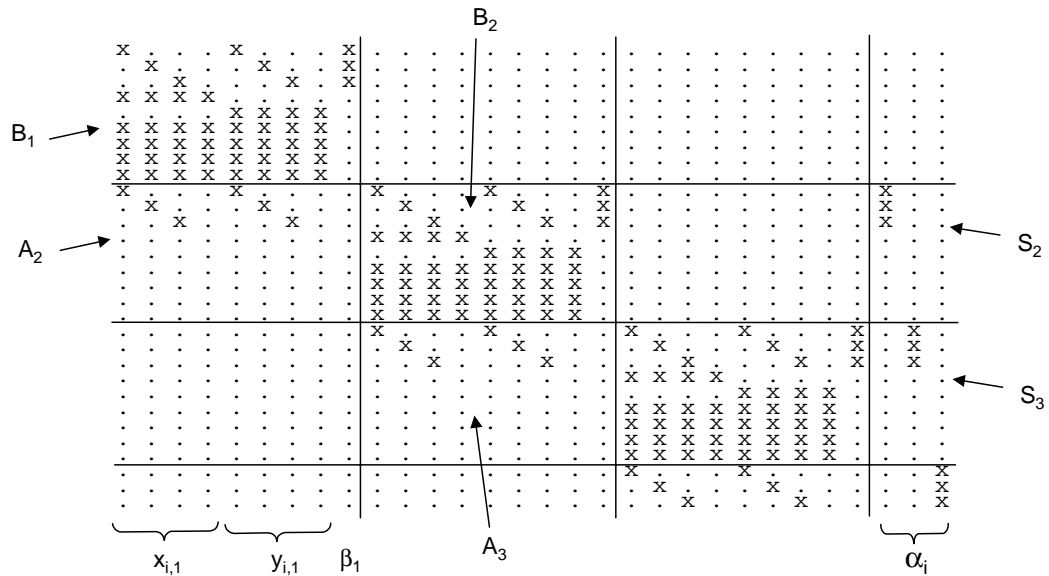 B₂
x . . . x . . . x . . . . . . . . . . . . . . . . . . . . .
. x . . . x . . x . . . . . . . . . . . . . . . . . . . . .
. . x . . . x . x . . . . . . . . . . . . . . . . . . . . .
x x x x . . . . . . . . . . . . . . . . . . . . . . . . . .
. . . . x x x x . . . . . . . . . . . . . . . . . . . . . .
B₁
x x x x x x x x . . . . . . . . . . . . . . . . . . . . . .
x x x x x x x x . . . . . . . . . . . . . . . . . . . . . .
x x x x x x x x . . . . . . . . . . . . . . . . . . . . . .
x x x x x x x x . . . . . . . . . . . . . . . . . . . . . .
x . . . x . . . . x . . . x . . . x . . . . . . . . . x . .
. x . . . x . . . . x . . . x . . x . . . . . . . . . x . .
. . x . . . x . . . . x . . . x . x . . . . . . . . . x . .
A₂
. . . . . . . . . x x x x . . . . . . . . . . . . . . . . .
S₂
. . . . . . . . . . . . . x x x x . . . . . . . . . . . . .
. . . . . . . . . x x x x x x x x . . . . . . . . . . . . .
. . . . . . . . . x x x x x x x x . . . . . . . . . . . . .
. . . . . . . . . x x x x x x x x . . . . . . . . . . . . .
. . . . . . . . . x x x x x x x x . . . . . . . . . . . . .
. . . . . . . . . x . . . x . . . . x . . . x . . . x . x .
. . . . . . . . . . x . . . x . . . . x . . . x . . x . x .
. . . . . . . . . . . x . . . x . . . . x . . . x . x . x .
. . . . . . . . . . . . . . . . . . x x x x . . . . . . . .
. . . . . . . . . . . . . . . . . . . . . . x x x x . . . .
S₃
. . . . . . . . . . . . . . . . . . x x x x x x x x . . . .
. . . . . . . . . . . . . . . . . . x x x x x x x x . . . .
. . . . . . . . . . . . . . . . . . x x x x x x x x . . . .
. . . . . . . . . . . . . . . . . . x x x x x x x x . . . .
. . . . . . . . . . . . . . . . . . x . . . x . . . . . . x
. . . . . . . . . . . . . . . . . . . x . . . x . . . . . x
. . . . . . . . . . . . . . . . . . . . x . . . x . . . . x
A₃
xᵢ,₁ yᵢ,₁ β₁ αᵢ